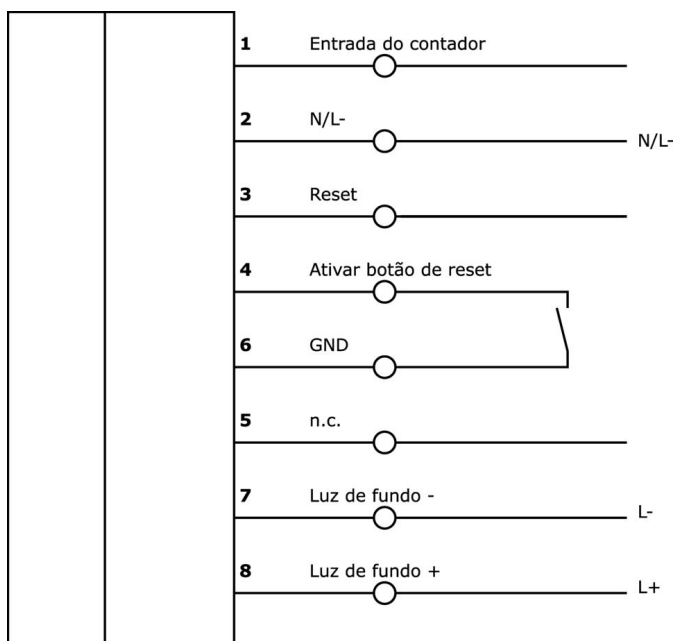 1 Entrada do contador
2 N/L- N/L-
3 Reset
4 Ativar botão de reset
6 GND
5 n.c.
7 Luz de fundo - L-
8 Luz de fundo + L+